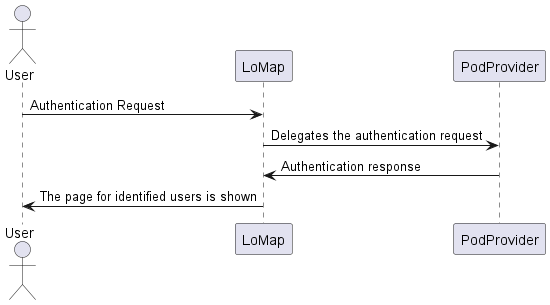 User
LoMap
PodProvider
Authentication Request
Delegates the authentication request
Authentication response
The page for identified users is shown
User
LoMap
PodProvider